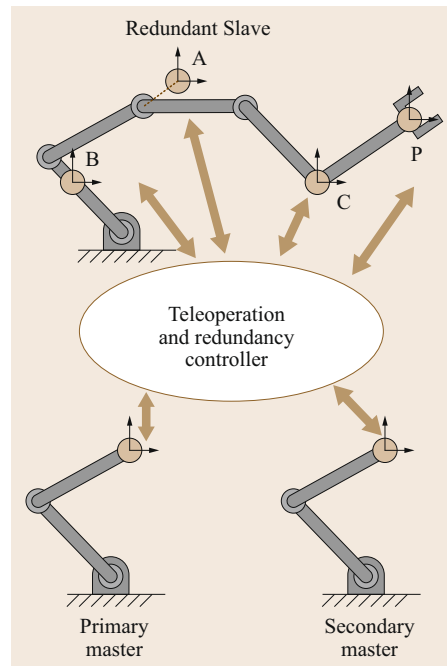 Redundant Slave
A
B
P
C
Teleoperation
and redundancy
controller
Primary
master
Secondary
master